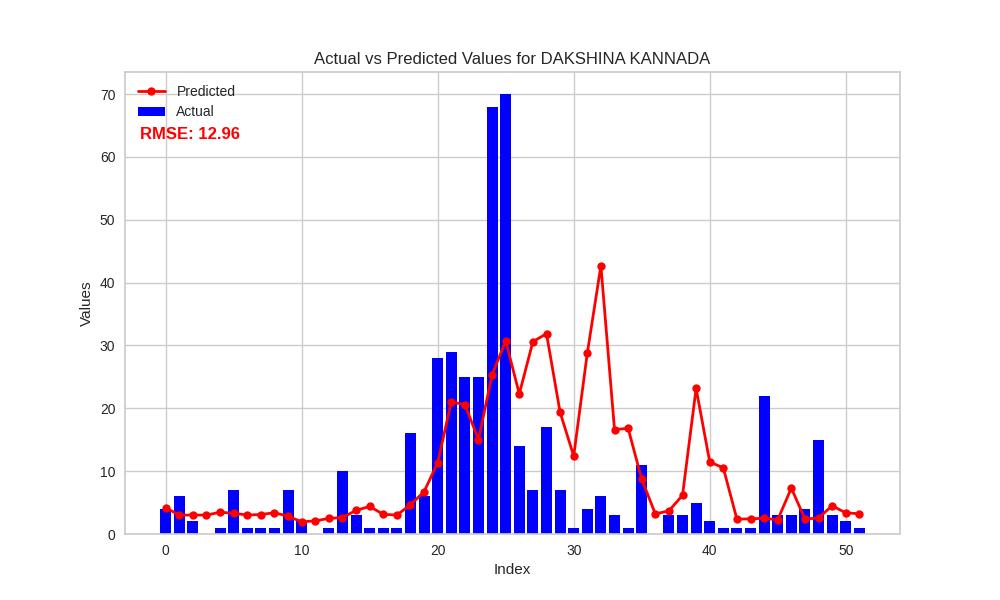 Actual vs Predicted Values for DAKSHINA KANNADA
Predicted
Actual
RMSE: 12.96
70
60
50
40
30
20
10
0
Values
0 10 20 30 40 50
Index